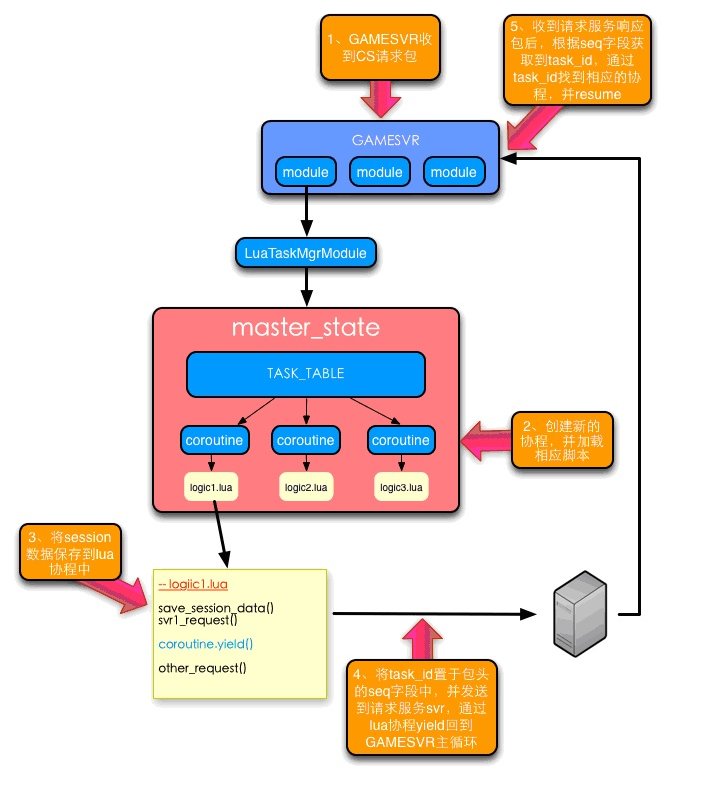 1、GAMESVR收
到CS请求包
5、收到请求服务响应
包后，根据seq字段获
取到task_id，通过
task_id找到相应的协
程，并resume
GAMESVR
module
module
module
LuaTaskMgrModule
master_state
TASK_TABLE
coroutine
coroutine
coroutine
logic1.lua
logic2.lua
logic3.lua
2、创建新的
协程，并加载
相应脚本
3、将session
数据保存到lua
协程中
-- logiic1.lua
save_session_data()
svr1_request()
coroutine.yield()
other_request()
4、将task_id置于包头
的seq字段中，并发送
到请求服务svr，通过
lua协程yield回到
GAMESVR主循环